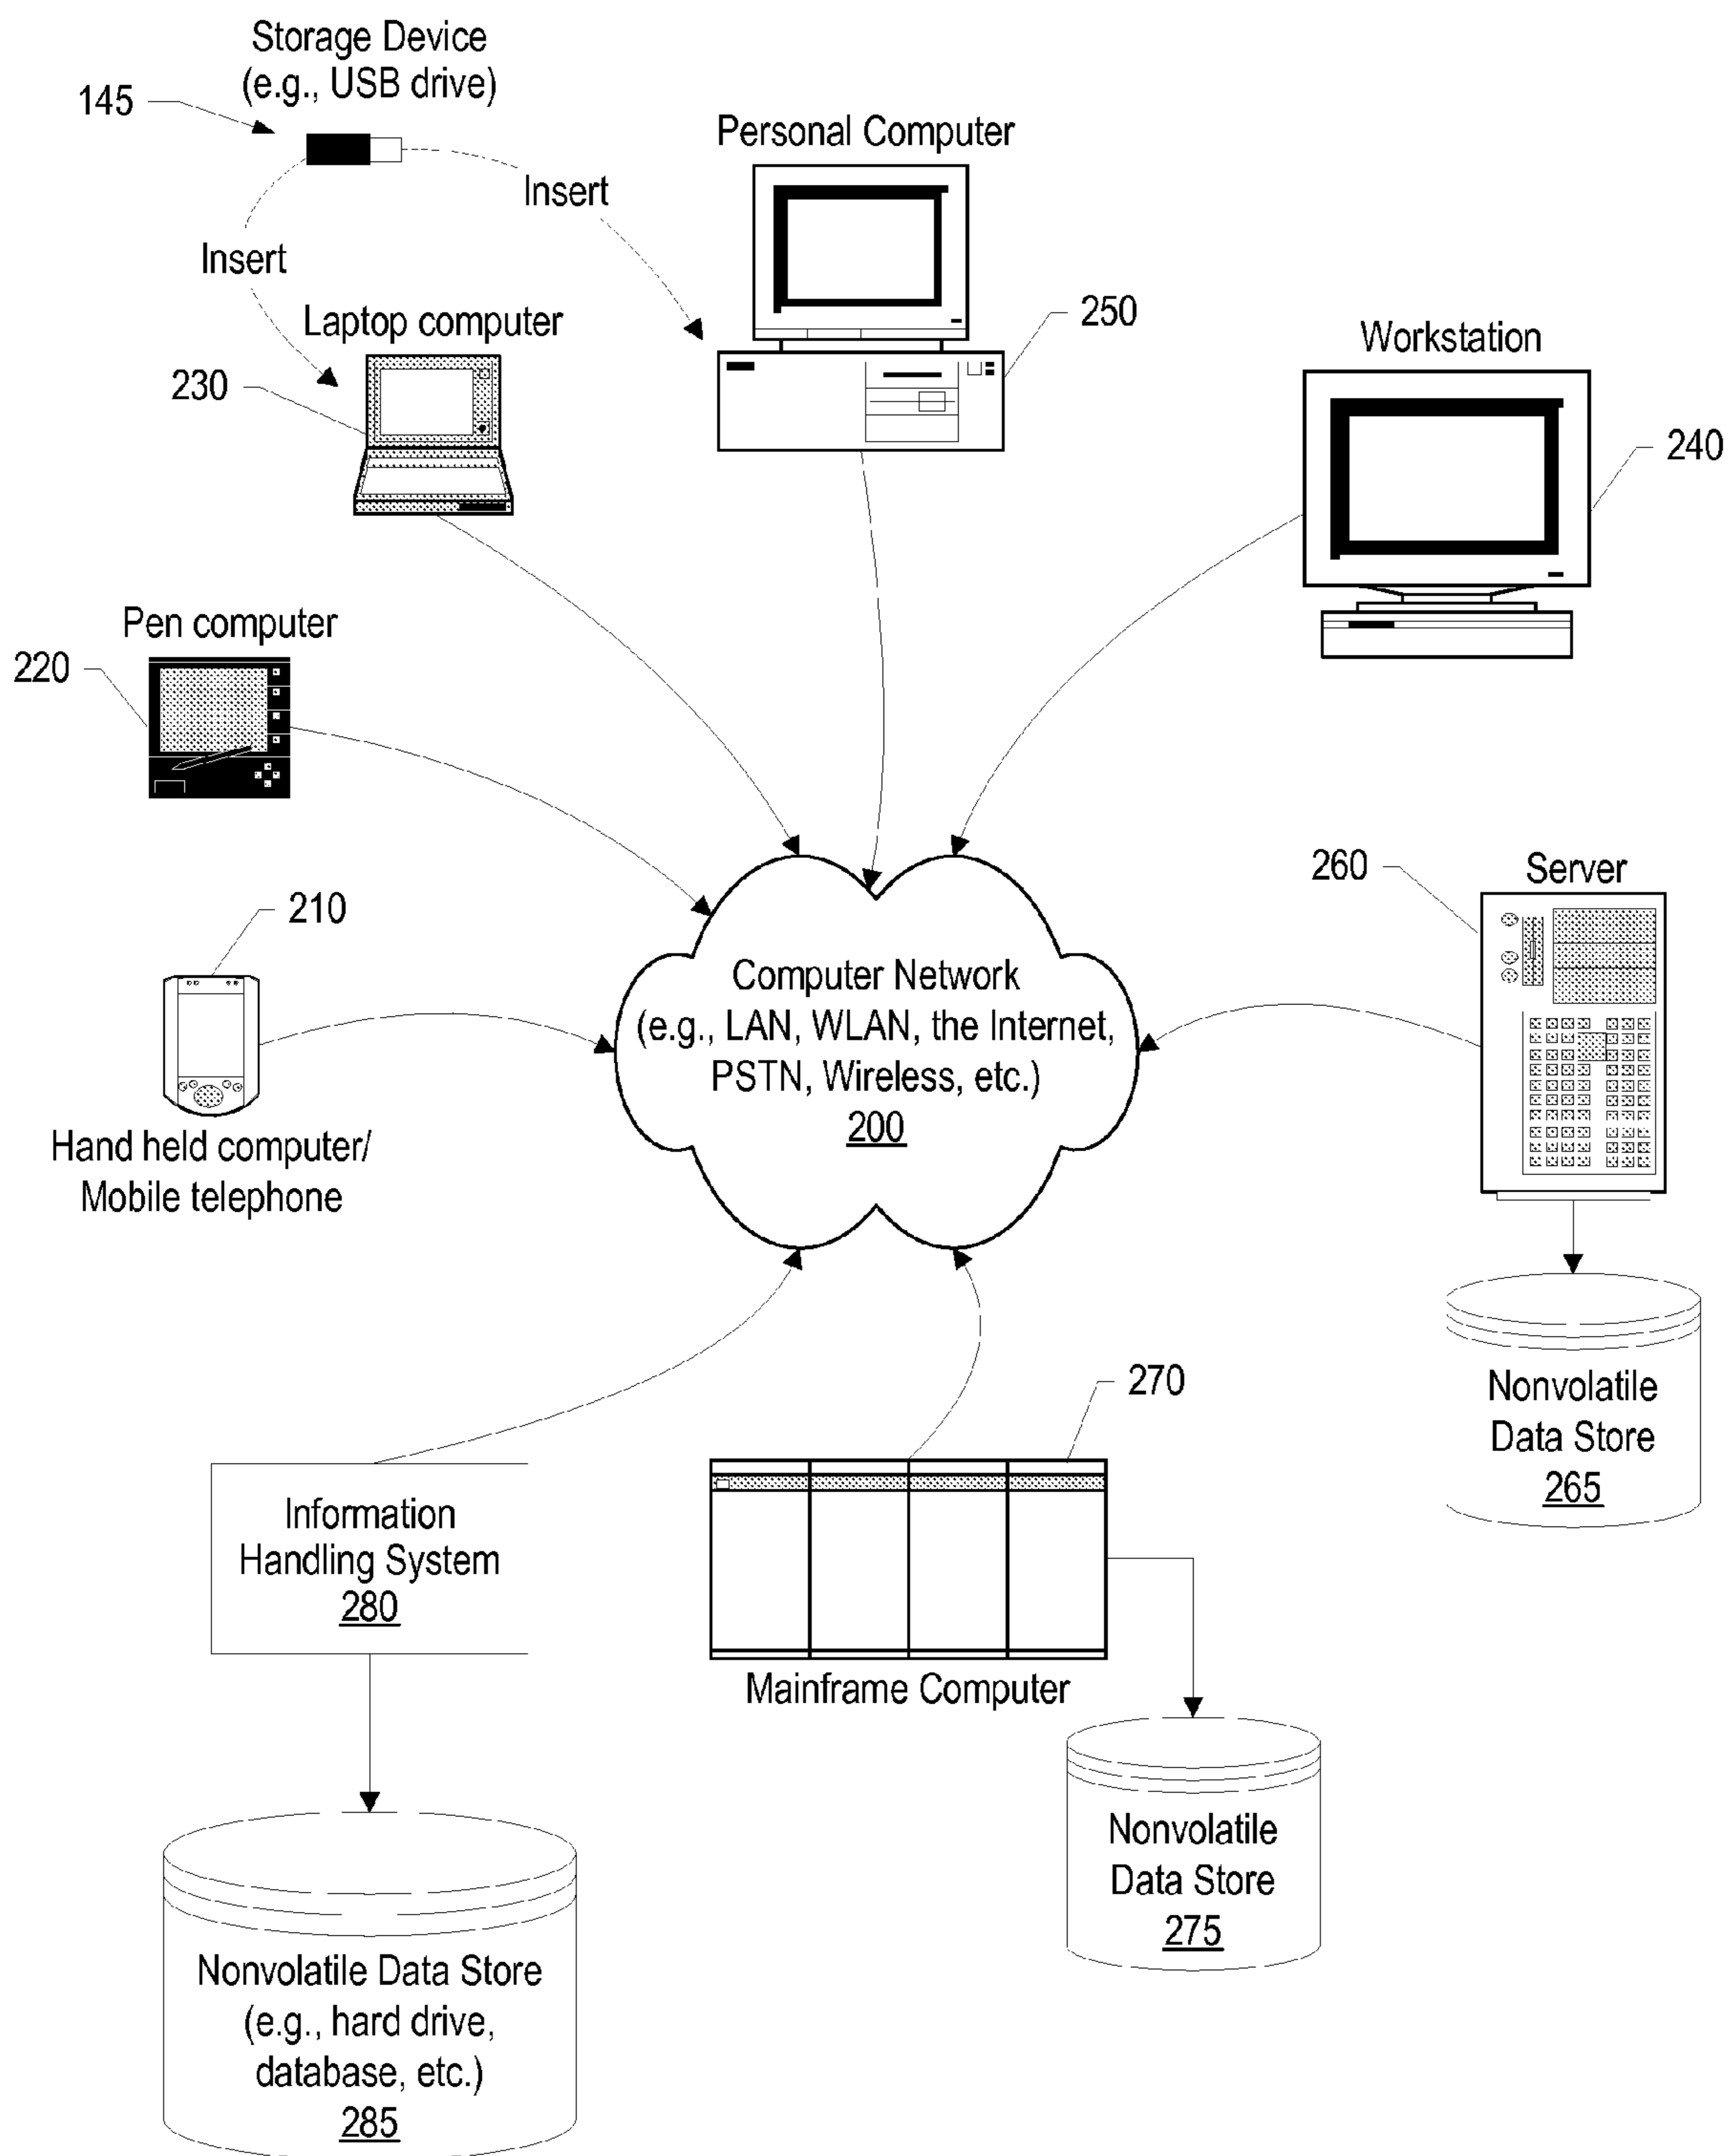 Storage Device
(e.g., USB drive)
145
Personal Computer
Insert
Insert
Laptop computer
250
230
Workstation
240
Pen computer
220
260
Server
210
Computer Network
(e.g., LAN, WLAN, the Internet,
PSTN, Wireless, etc.)
200
Hand held computer/
Mobile telephone
270
Nonvolatile
Data Store
265
Information
Handling System
280
Mainframe Computer
Nonvolatile
Data Store
275
Nonvolatile Data Store
(e.g., hard drive,
database, etc.)
285